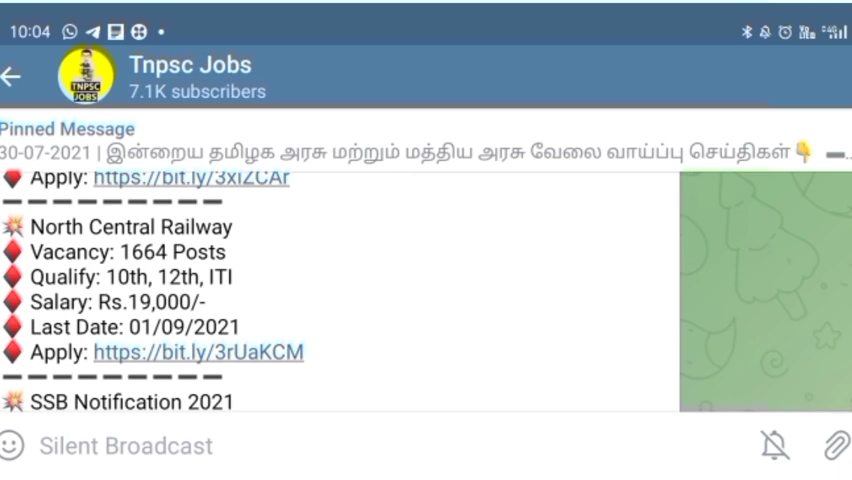 10:04
Tnpsc Jobs
TNPSC
JOBS
7.1K subscribers
Pinned Message
30-07-2021 | இன்றைய தமிழக அரசு மற்றும் மத்திய அரசு வேலை வாய்ப்பு செய்திகள்👇 ➖...
♦️ Apply: https://bit.ly/3xiZCAr
➖➖➖➖➖➖➖➖➖
💥 North Central Railway
♦️ Vacancy: 1664 Posts
♦️ Qualify: 10th, 12th, ITI
♦️ Salary: Rs.19,000/-
♦️ Last Date: 01/09/2021
♦️ Apply: https://bit.ly/3rUaKCM
➖➖➖➖➖➖➖➖➖
💥 SSB Notification 2021
Silent Broadcast